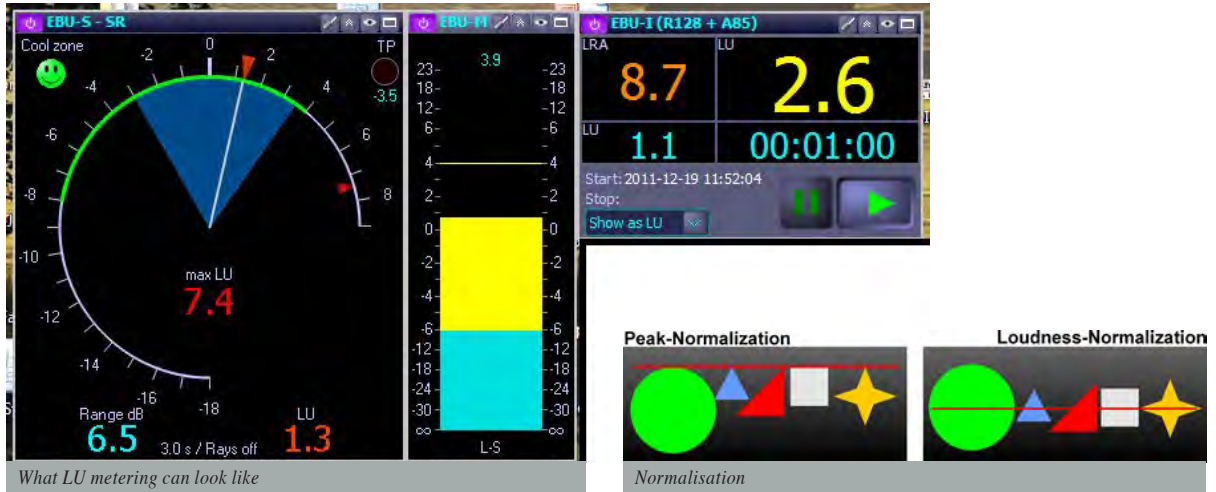 EBU-S - SR
Cool zone
TP
-3.5
0
-2
2
-4
4
-6
6
-8
8
-10
-12
-14
-16
-18
max LU
7.4
Range dB
6.5
3.0 s / Rays off
LU
1.3
EBU-M
3.9
23- -23
18- -18
12- -12
6- -6
4- -4
2- -2
0- -0
-2- -2
-4- -4
-6- -6
-12- -12
-18- -18
-24- -24
-30- -30
∞ ∞
L-S
EBU-I (R128 + A85)
LRA
8.7
LU
2.6
LU
1.1
00:01:00
Start: 2011-12-19 11:52:04
Stop:
Show as LU
What LU metering can look like
Peak-Normalization
Loudness-Normalization
Normalisation